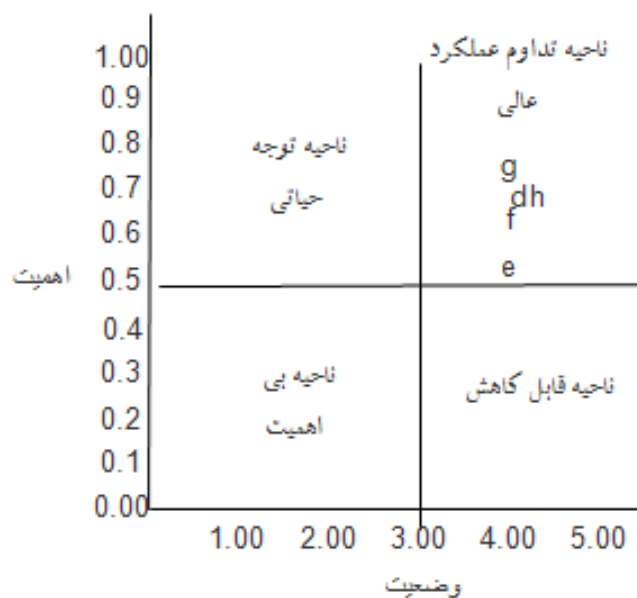 ناحیه تداوم عملکرد
عالی
ناحیه توجه
حیاتی
1.00
0.9
0.8
0.7
0.6
0.5
0.4
0.3
0.2
0.1
0.00
اهمیت
g
dh
f
e
ناحیه بی
اهمیت
ناحیه قابل کاهش
1.00 2.00 3.00 4.00 5.00
وضعیت